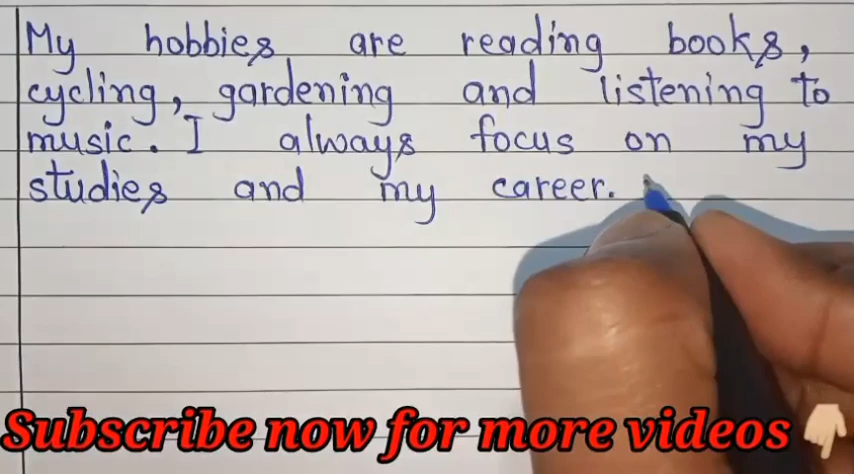 My hobbies are reading books,
cycling, gardening and listening to
music. I always focus on my
studies and my career.
Subscribe now for more videos